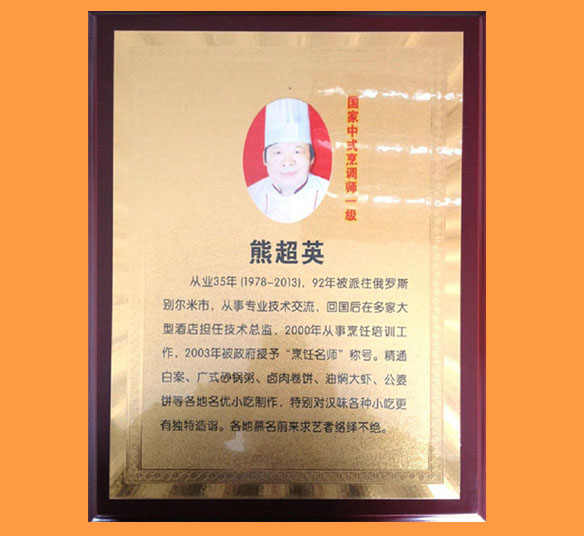 国家中式烹调师一级
熊超英
从业35年(1978-2013)，92年被派往俄罗斯
别尔米市，从事专业技术交流，回国后在多家大
型酒店担任技术总监，2000年从事烹饪培训工
作，2003年被政府授予“烹饪名师”称号。精通
白案、广式砂锅粥、卤肉卷饼、油焖大虾、公婆
饼等各地名优小吃制作，特别对汉味各种小吃更
有独特造诣。各地慕名前来求艺者络绎不绝。